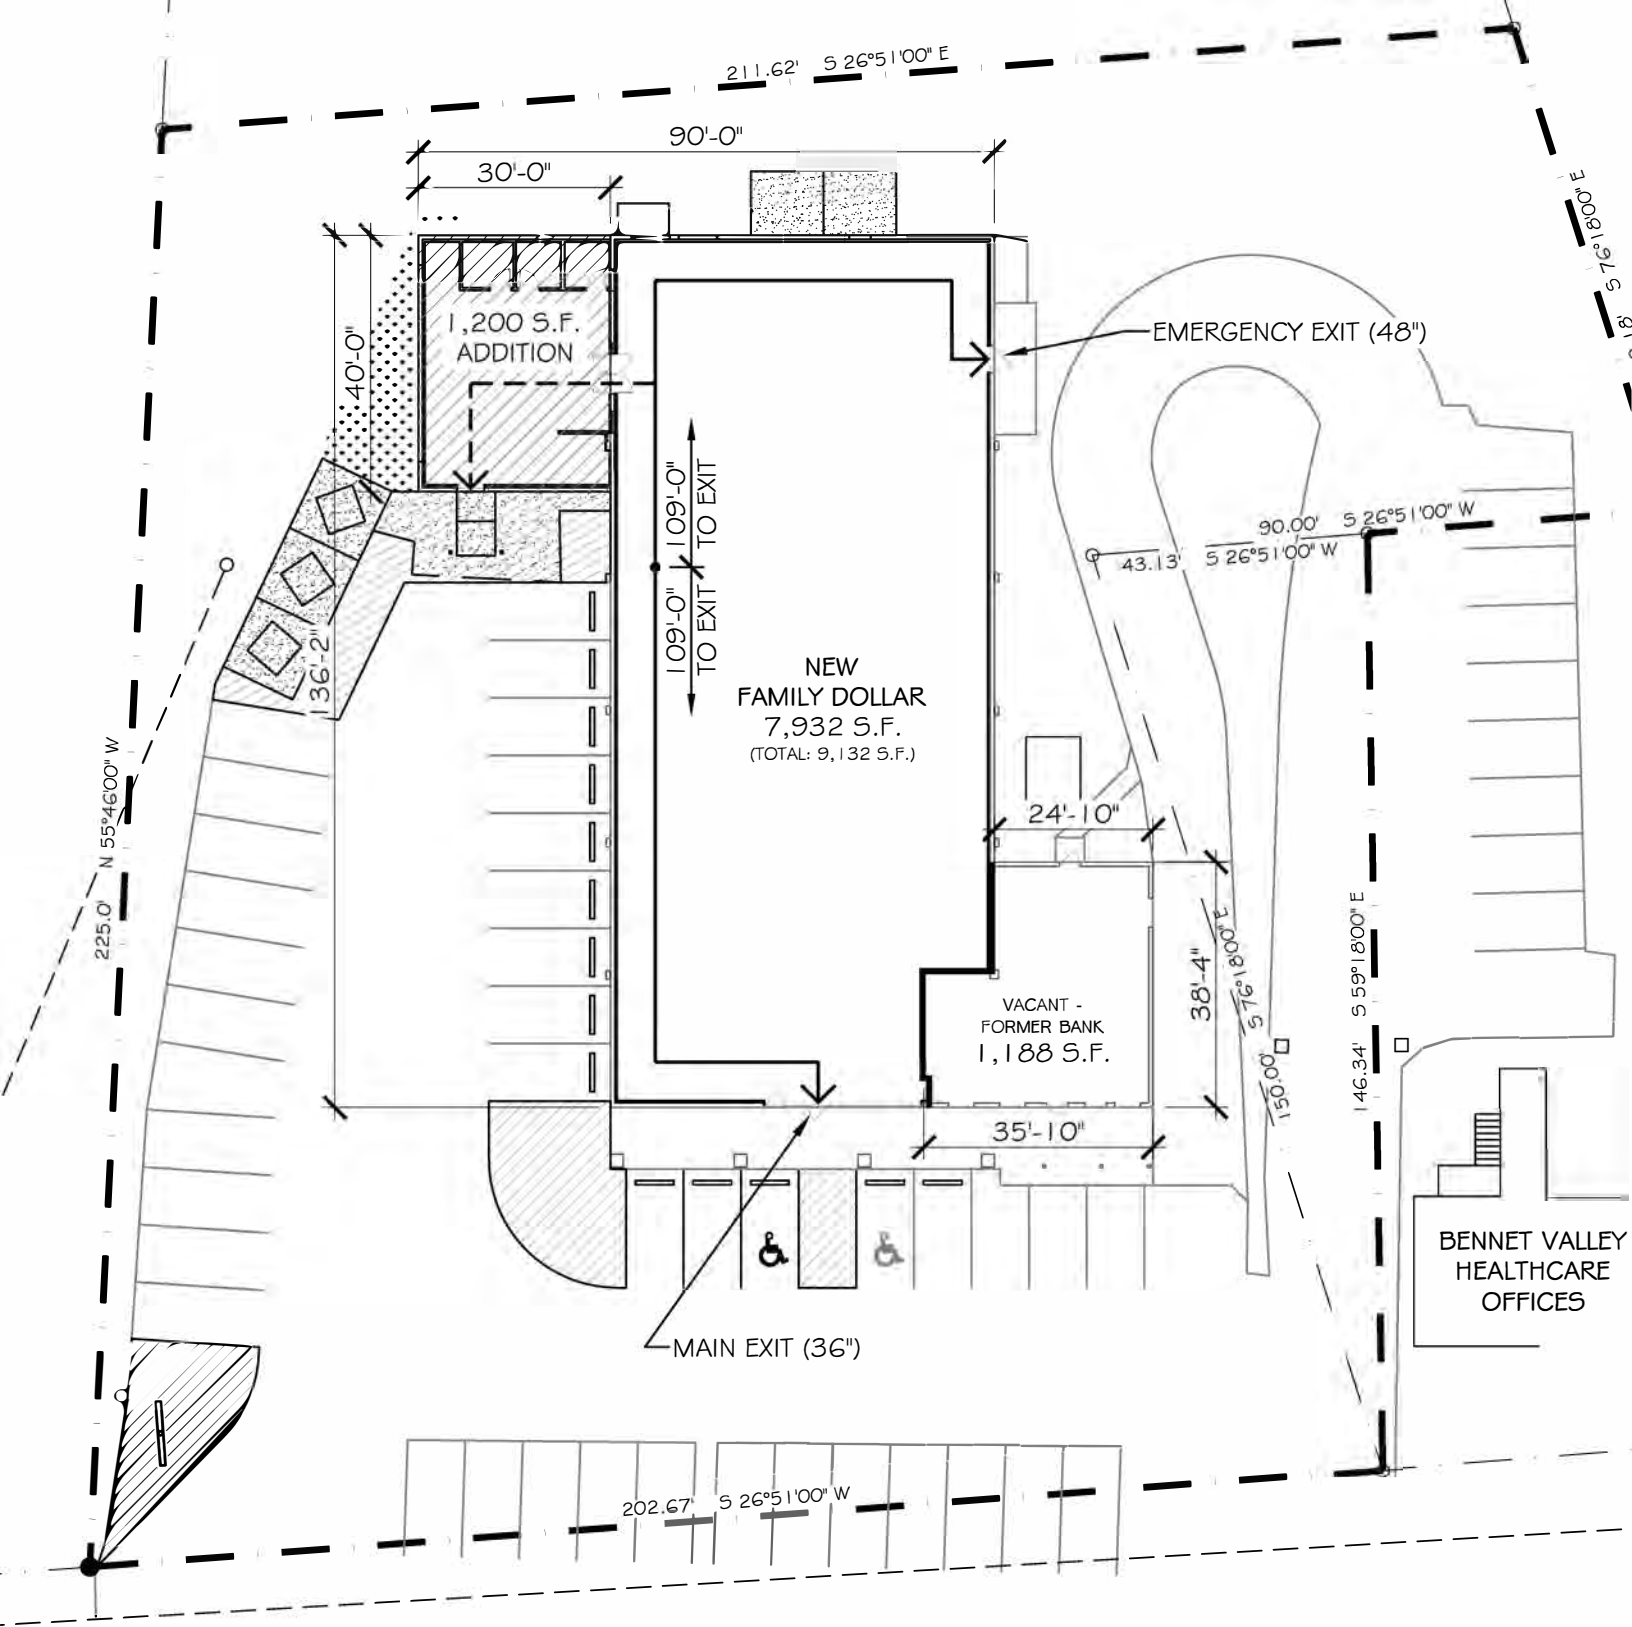 211.62' S 26°51'00" E
90'-0"
30'-0"
S 76°18'00" E
1,200 S.F.
ADDITION
40'-0"
EMERGENCY EXIT (48")
109'-0"
TO EXIT
109'-0"
TO EXIT
90.00' S 26°51'00" W
43.13' S 26°51'00" W
136'-2"
NEW
FAMILY DOLLAR
7,932 S.F.
(TOTAL: 9,132 S.F.)
225.0' N 55°46'00" W
24'-10"
38'-4"
150.00' S 76°18'00" E
146.34' S 59°18'00" E
VACANT -
FORMER BANK
1,188 S.F.
35'-10"
BENNET VALLEY
HEALTHCARE
OFFICES
MAIN EXIT (36")
202.67' S 26°51'00" W